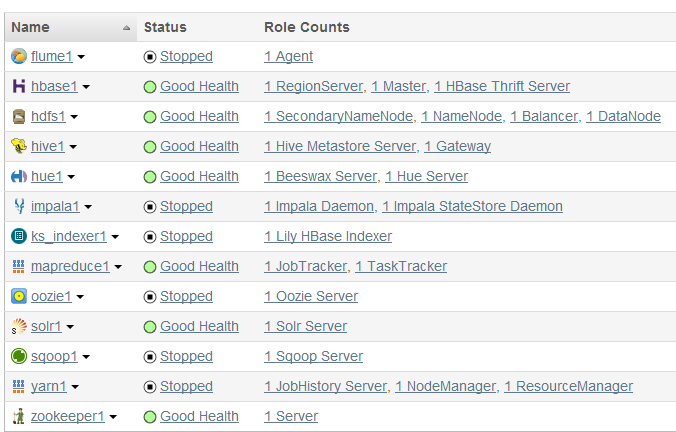 Name Status Role Counts
flume1 Stopped 1 Agent
hbase1 Good Health 1 RegionServer, 1 Master, 1 HBase Thrift Server
hdfs1 Good Health 1 SecondaryNameNode, 1 NameNode, 1 Balancer, 1 DataNode
hive1 Good Health 1 Hive Metastore Server, 1 Gateway
hue1 Good Health 1 Beeswax Server, 1 Hue Server
impala1 Stopped 1 Impala Daemon, 1 Impala StateStore Daemon
ks_indexer1 Stopped 1 Lily HBase Indexer
mapreduce1 Good Health 1 JobTracker, 1 TaskTracker
oozie1 Stopped 1 Oozie Server
solr1 Good Health 1 Solr Server
sqoop1 Stopped 1 Sqoop Server
yarn1 Stopped 1 JobHistory Server, 1 NodeManager, 1 ResourceManager
zookeeper1 Good Health 1 Server